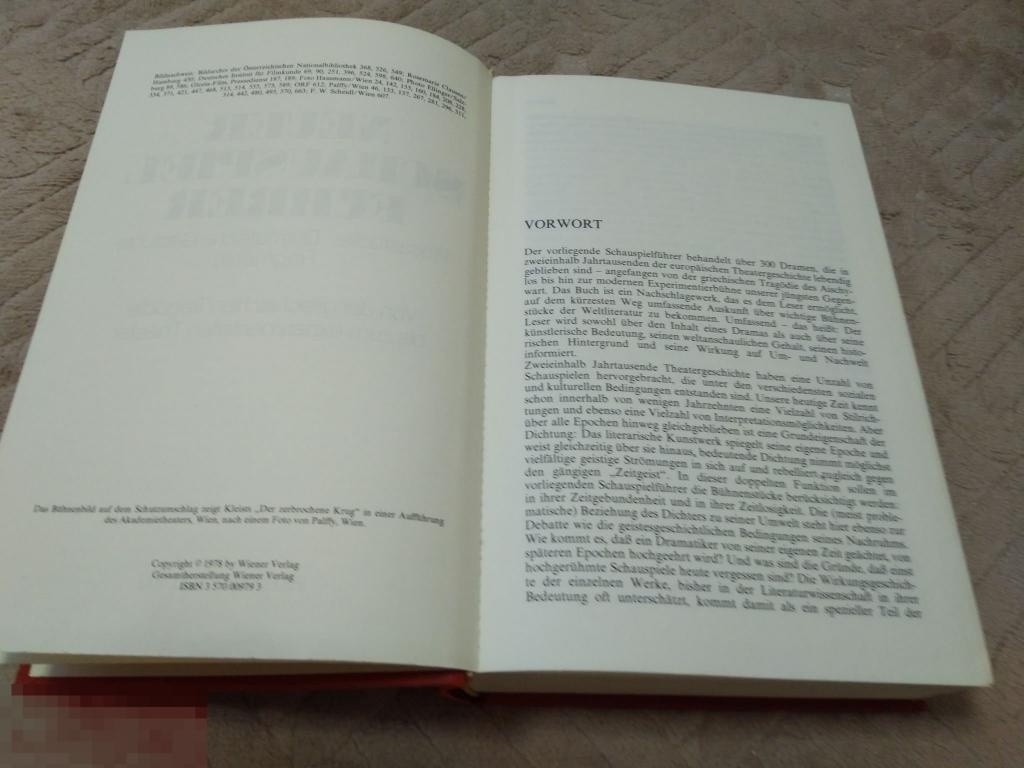 Bildnachweis: Bildarchiv der Österreichischen Nationalbibliothek 368, 526, 549; Rosemarie Clausen/
Hamburg 450; Deutsches Institut für Filmkunde 69, 90, 251, 396, 524, 598, 640; Photo Ellinger/Salz-
burg 89, 586; Gloria-Film, Pressedienst 187, 189; Foto Hausmann/Wien 24, 142, 155, 160, 184, 208, 228,
354, 371, 421, 447, 468, 513, 514, 555, 573, 589; ORF 612; Palffy/Wien 46, 133, 137, 267, 281, 296, 311,
314, 442, 480, 495, 570, 663; F. W. Scheidl/Wien 607.
Das Bühnenbild auf dem Schutzumschlag zeigt Kleists „Der zerbrochene Krug" in einer Aufführung
des Akademietheaters, Wien, nach einem Foto von Palffy, Wien.
Copyright © 1978 by Wiener Verlag
Gesamtherstellung Wiener Verlag
ISBN 3 570 00979 3
VORWORT
Der vorliegende Schauspielführer behandelt über 300 Dramen, die in
zweieinhalb Jahrtausenden der europäischen Theatergeschichte lebendig
geblieben sind – angefangen von der griechischen Tragödie des Aischy-
los bis hin zur modernen Experimentierbühne unserer jüngsten Gegen-
wart. Das Buch ist ein Nachschlagewerk, das es dem Leser ermöglicht,
auf dem kürzesten Weg umfassende Auskunft über wichtige Bühnen-
stücke der Weltliteratur zu bekommen. Umfassend – das heißt: Der
Leser wird sowohl über den Inhalt eines Dramas als auch über seine
künstlerische Bedeutung, seinen weltanschaulichen Gehalt, seinen histo-
rischen Hintergrund und seine Wirkung auf Um- und Nachwelt
informiert.
Zweieinhalb Jahrtausende Theatergeschichte haben eine Unzahl von
Schauspielen hervorgebracht, die unter den verschiedensten sozialen
und kulturellen Bedingungen entstanden sind. Unsere heutige Zeit kennt
schon innerhalb von wenigen Jahrzehnten eine Vielzahl von Stilrich-
tungen und ebenso eine Vielzahl von Interpretationsmöglichkeiten. Aber
über alle Epochen hinweg gleichgeblieben ist eine Grundeigenschaft der
Dichtung: Das literarische Kunstwerk spiegelt seine eigene Epoche und
weist gleichzeitig über sie hinaus, bedeutende Dichtung nimmt möglichst
vielfältige geistige Strömungen in sich auf und rebelliert zugleich gegen
den gängigen „Zeitgeist". In dieser doppelten Funktion sollen im
vorliegenden Schauspielführer die Bühnenstücke berücksichtigt werden:
in ihrer Zeitgebundenheit und in ihrer Zeitlosigkeit. Die (meist proble-
matische) Beziehung des Dichters zu seiner Umwelt steht hier ebenso zur
Debatte wie die geistesgeschichtlichen Bedingungen seines Nachruhms.
Wie kommt es, daß ein Dramatiker von seiner eigenen Zeit geächtet, von
späteren Epochen hochgeehrt wird? Und was sind die Gründe, daß einst
hochgerühmte Schauspiele heute vergessen sind? Die Wirkungsgeschich-
te der einzelnen Werke, bisher in der Literaturwissenschaft in ihrer
Bedeutung oft unterschätzt, kommt damit als ein spezieller Teil der